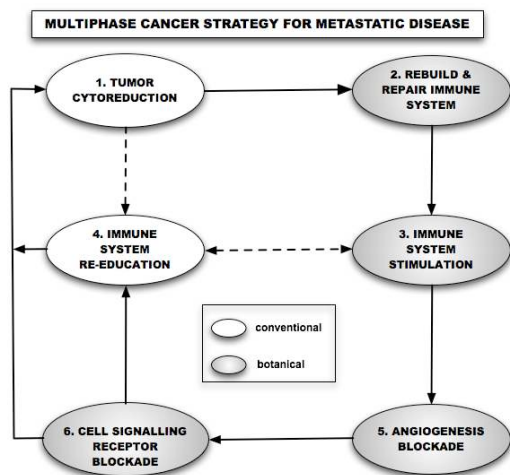 MULTIPHASE CANCER STRATEGY FOR METASTATIC DISEASE
1. TUMOR
CYTOREDUCTION
2. REBUILD &
REPAIR IMMUNE
SYSTEM
4. IMMUNE
SYSTEM
RE-EDUCATION
3. IMMUNE
SYSTEM
STIMULATION
conventional
botanical
6. CELL SIGNALLING
RECEPTOR
BLOCKADE
5. ANGIOGENESIS
BLOCKADE